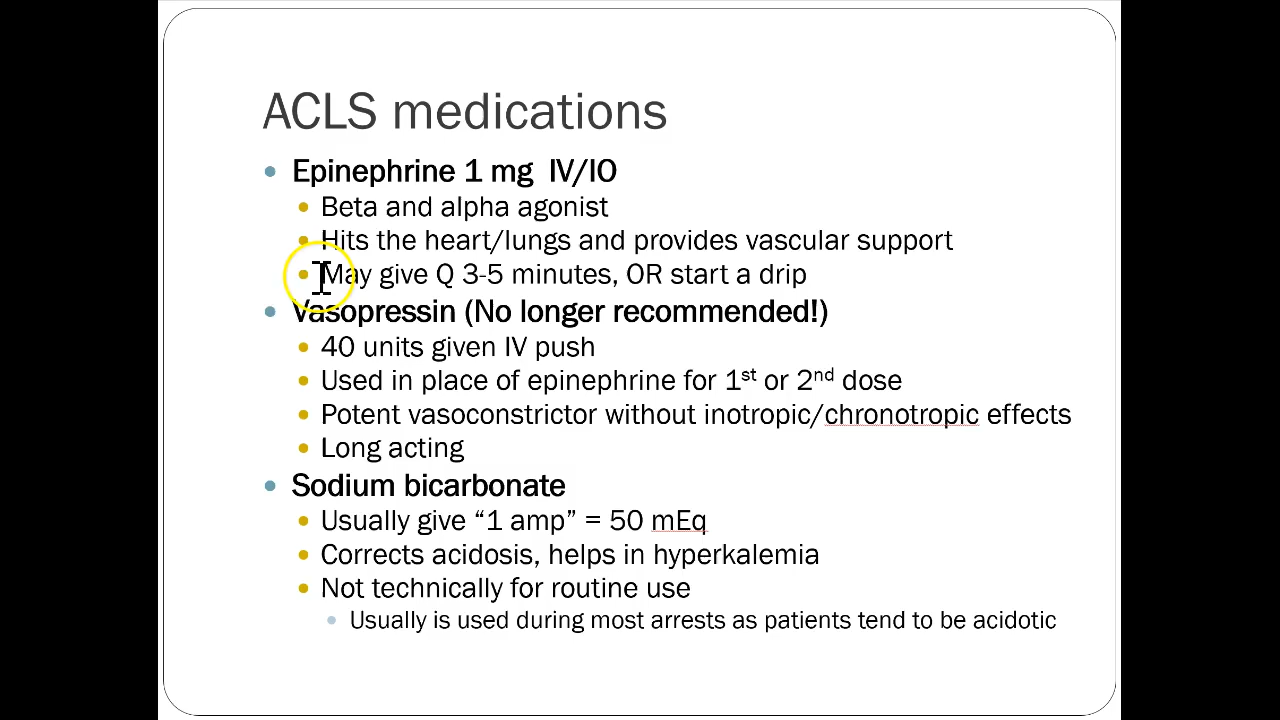 ACLS medications
Epinephrine 1 mg  IV/IO
Beta and alpha agonist
Hits the heart/lungs and provides vascular support
May give Q 3-5 minutes, OR start a drip
Vasopressin (No longer recommended!)
40 units given IV push
Used in place of epinephrine for 1st or 2nd dose
Potent vasoconstrictor without inotropic/chronotropic effects
Long acting
Sodium bicarbonate
Usually give “1 amp” = 50 mEq
Corrects acidosis, helps in hyperkalemia
Not technically for routine use
Usually is used during most arrests as patients tend to be acidotic